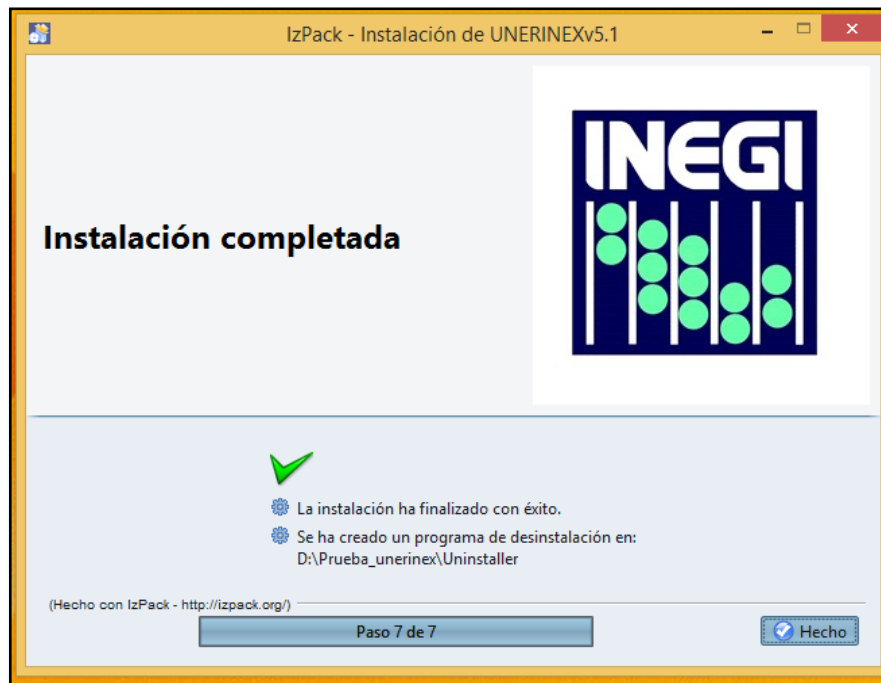 IzPack - Instalación de UNERINEXv5.1
INEGI
Instalación completada
La instalación ha finalizado con éxito.
Se ha creado un programa de desinstalación en:
D:\Prueba_unerinex\Uninstaller
(Hecho con IzPack - http://izpack.org/)
Paso 7 de 7
Hecho